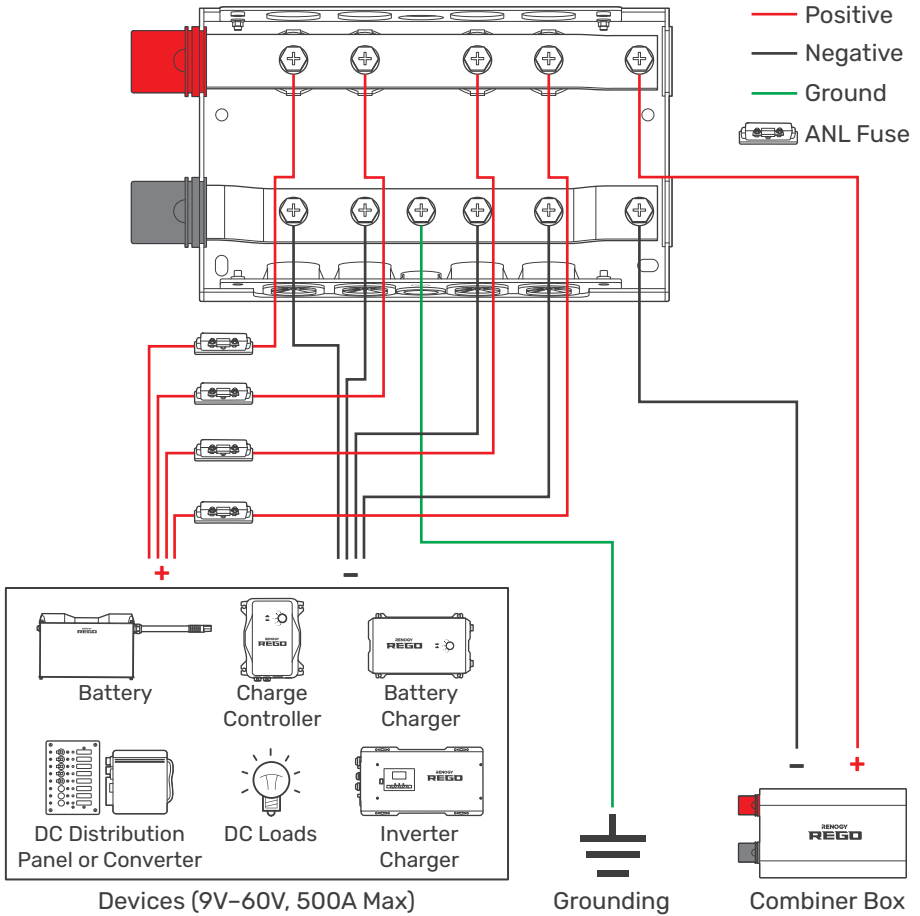 Positive
Negative
Ground
ANL Fuse
+
–
REGO
RENOGY
REGO
RENOGY
REGO
Battery
Charge
Controller
Battery
Charger
RENOGY
REGO
DC Distribution
Panel or Converter
DC Loads
Inverter
Charger
– +
RENOGY
REGO
Devices (9V–60V, 500A Max)
Grounding
Combiner Box